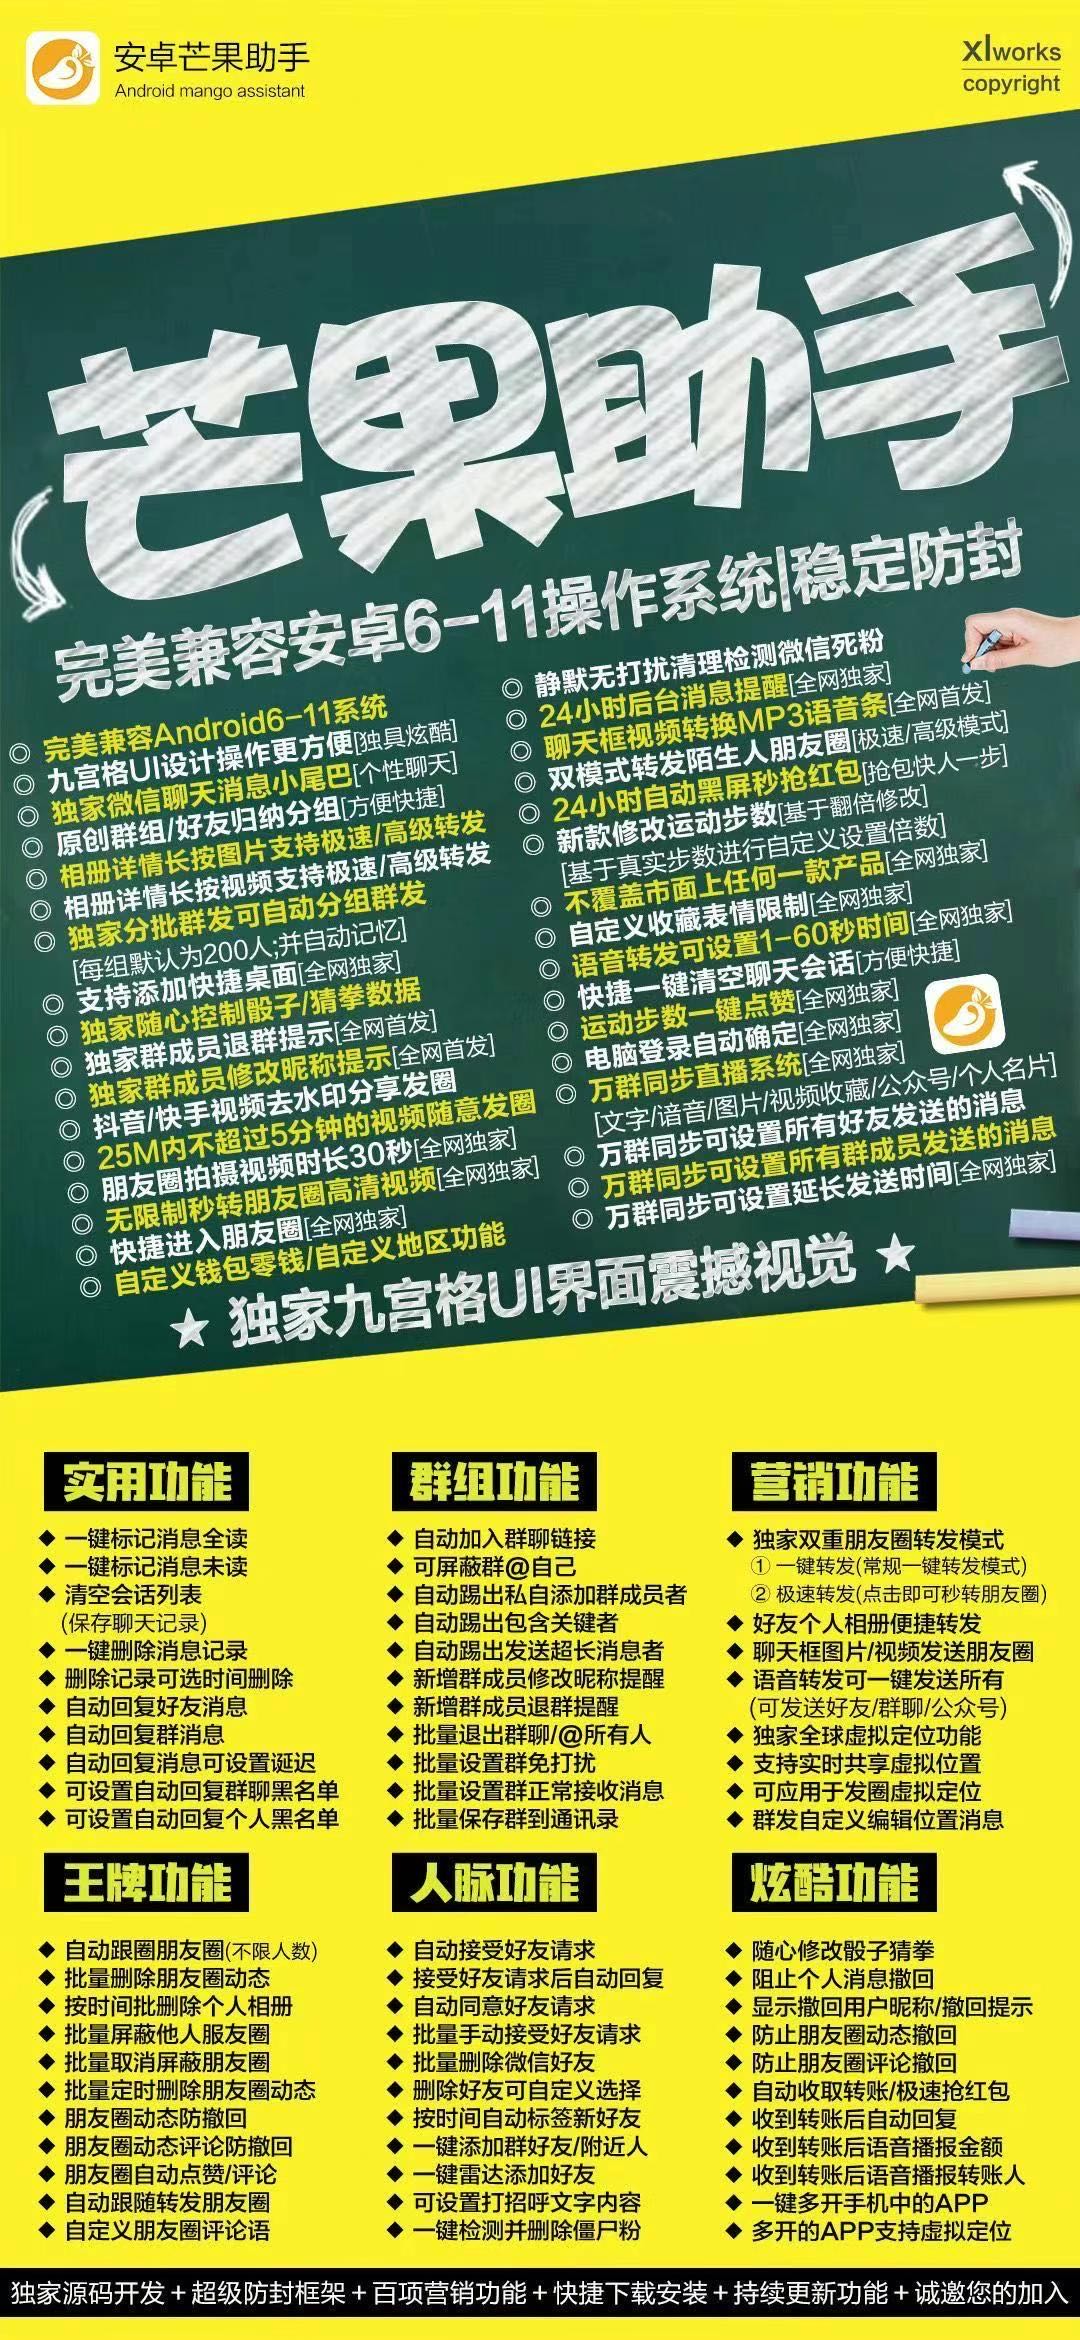 安卓芒果助手
Android mango assistant
XIworks
copyright
芒果助手
完美兼容安卓6-11操作系统|稳定防封
◎ 完美兼容Android6-11系统
◎ 九宫格UI设计操作更方便[独具炫酷]
◎ 独家微信聊天消息小尾巴[个性聊天]
◎ 原创群组/好友归纳分组[方便快捷]
◎ 相册详情长按图片支持极速/高级转发
◎ 相册详情长按视频支持极速/高级转发
◎ 独家分批群发可自动分组群发
[每组默认为200人;并自动记忆]
◎ 支持添加快捷桌面[全网独家]
◎ 独家随心控制骰子/猜拳数据
◎ 独家群成员退群提示[全网首发]
◎ 独家群成员修改昵称提示[全网首发]
◎ 抖音/快手视频去水印分享发圈
◎ 25M内不超过5分钟的视频随意发圈
◎ 朋友圈拍摄视频时长30秒[全网独家]
◎ 无限制秒转朋友圈高清视频[全网独家]
◎ 快捷进入朋友圈[全网独家]
◎ 自定义钱包零钱/自定义地区功能
◎ 静默无打扰清理检测微信死粉
◎ 24小时后台消息提醒[全网独家]
◎ 聊天框视频转换MP3语音条[全网首发]
◎ 双模式转发陌生人朋友圈[极速/高级模式]
◎ 24小时自动黑屏秒抢红包[抢包快人一步]
◎ 新款修改运动步数[基于翻倍修改]
[基于真实步数进行自定义设置倍数]
◎ 不覆盖市面上任何一款产品[全网独家]
◎ 自定义收藏表情限制[全网独家]
◎ 语音转发可设置1-60秒时间[全网独家]
◎ 快捷一键清空聊天会话[方便快捷]
◎ 运动步数一键点赞[全网独家]
◎ 电脑登录自动确定[全网独家]
◎ 万群同步直播系统[全网独家]
[文字/谙音/图片/视频收藏/公众号/个人名片]
◎ 万群同步可设置所有好友发送的消息
◎ 万群同步可设置所有群成员发送的消息
◎ 万群同步可设置延长发送时间[全网独家]
★ 独家九宫格UI界面震撼视觉 ★
实用功能
◆ 一键标记消息全读
◆ 一键标记消息未读
◆ 清空会话列表
(保存聊天记录)
◆ 一键删除消息记录
◆ 删除记录可选时间删除
◆ 自动回复好友消息
◆ 自动回复群消息
◆ 自动回复消息可设置诞迟
◆ 可设置自动回复群聊黑名单
◆ 可设置自动回复个人黑名单
群组功能
◆ 自动加入群聊链接
◆ 可屏蔽群@自己
◆ 自动踢出私自添加群成员者
◆ 自动踢出包含关键者
◆ 自动踢出发送超长消息者
◆ 新增群成员修改昵称提醒
◆ 新增群成员退群提醒
◆ 批量退出群聊/@所有人
◆ 批量设置群免打扰
◆ 批量设置群正常接收消息
◆ 批量保存群到通讯录
营销功能
◆ 独家双重朋友圈转发模式
① 一键转发(常规一键转发模式)
② 极速转发(点击即可秒转朋友圈)
◆ 好友个人相册便捷转发
◆ 聊天框图片/视频发送朋友圈
◆ 语音转发可一键发送所有
(可发送好友/群聊/公众号)
◆ 独家全球虚拟定位功能
◆ 支持实时共享虚拟位置
◆ 可应用于发圈虚拟定位
◆ 群发自定义编辑位置消息
王牌功能
◆ 自动跟圈朋友圈(不限人数)
◆ 批量删除朋友圈动态
◆ 按时间批删除个人相册
◆ 批量屏蔽他人服友圈
◆ 批量取消屏蔽朋友圈
◆ 批量定时删除朋友圈动态
◆ 朋友圈动态防撤回
◆ 朋友圈动态评论防撤回
◆ 朋友圈自动点赞/评论
◆ 自动跟随转发朋友圈
◆ 自定义朋友圈评论语
人脉功能
◆ 自动接受好友请求
◆ 接受好友请求后自动回复
◆ 自动同意好友请求
◆ 批量手动接受好友请求
◆ 批量删除微信好友
◆ 删除好友可自定义选择
◆ 按时间自动标签新好友
◆ 一键添加群好友/附近人
◆ 一键雷达添加好友
◆ 可设置打招呼文字内容
◆ 一键检测并删除僵尸粉
炫酷功能
◆ 随心修改骰子猜拳
◆ 阻止个人消息撤回
◆ 显示撤回用户昵称/撤回提示
◆ 防止朋友圈动态撤回
◆ 防止朋友圈评论撤回
◆ 自动收取转账/极速抢红包
◆ 收到转账后自动回复
◆ 收到转账后语音播报金额
◆ 收到转账后语音播报转账人
◆ 一键多开手机中的APP
◆ 多开的APP支持虚拟定位
独家源码开发+超级防封框架+百项营销功能+快捷下载安装+持续更新功能+诚邀您的加入